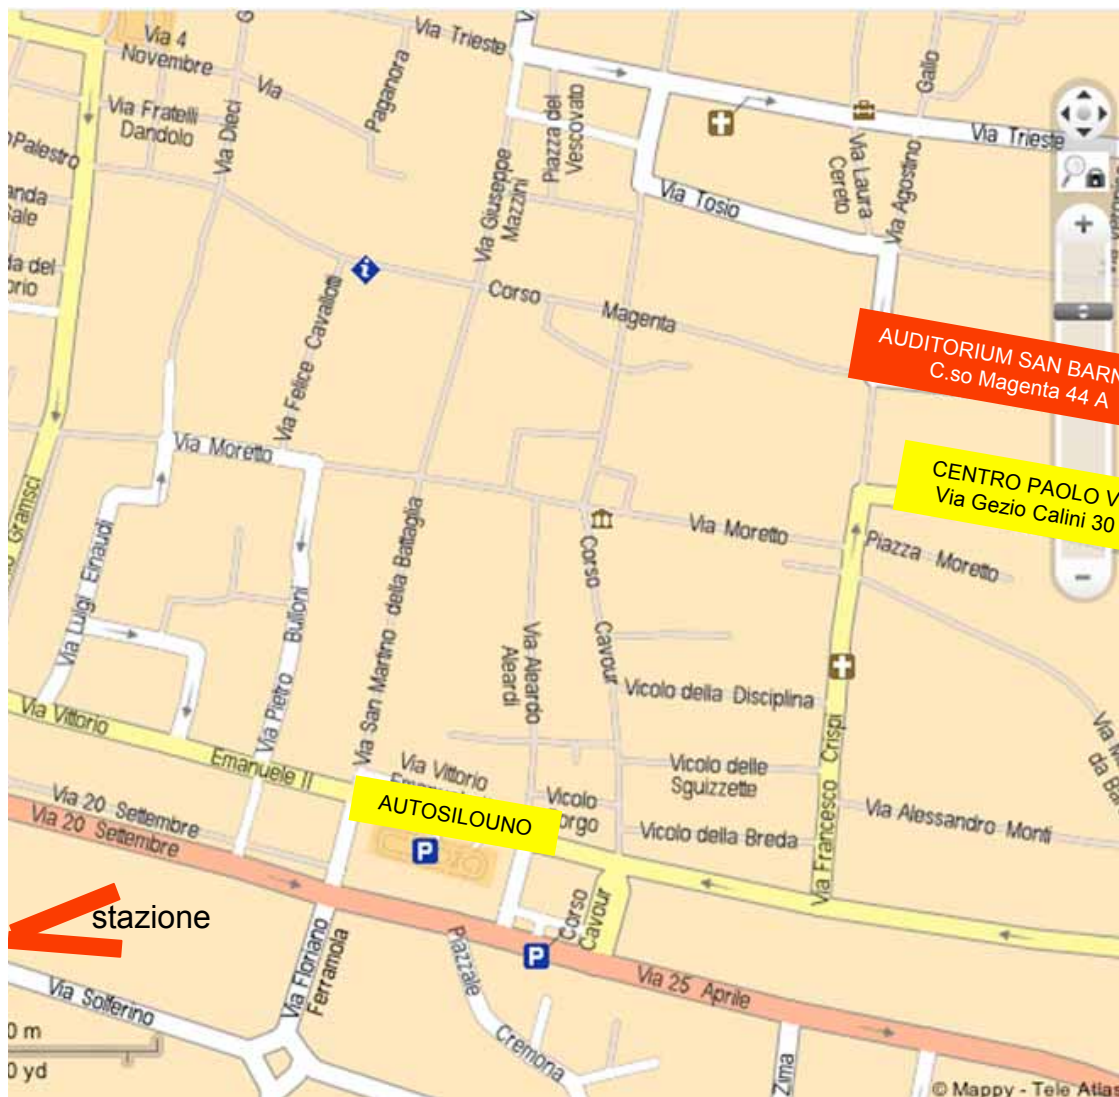 Via Trieste
Via 4
Novembre
Via
Paganora
Gallo
Via Fratelli
Dandolo
Via Dieci
Piazza del
Vescovato
Via Trieste
Palestro
Via Giuseppe
Mazzini
Via Laura
Cereto
Via Agostino
Via Tosio
Corso
Magenta
Via Felice Cavallotti
AUDITORIUM SAN BARN
C.so Magenta 44 A
Via Moretto
CENTRO PAOLO V
Via Gezio Calini 30
Gramsci
Via Luigi Einaudi
Via Pietro Bulloni
Via San Martino della Battaglia
Via Moretto
Piazza Moretto
Corso
Cavour
Via Aleardo
Aleardi
Vicolo della Disciplina
Via Vittorio
Emanuele II
Via Vittorio
Vicolo delle
Sguizzette
Via Francesco Crispi
Via 20 Settembre
Via 20 Settembre
AUTOSILOUNO
Vicolo
Vicolo della Breda
Via Alessandro Monti
P
stazione
Corso
Cavour
Via Floriano
Ferramola
Piazzale
Cremona
P
Via 25 Aprile
Via Solferino
Zima
0 m
0 yd
© Mappy - Tele Atlas